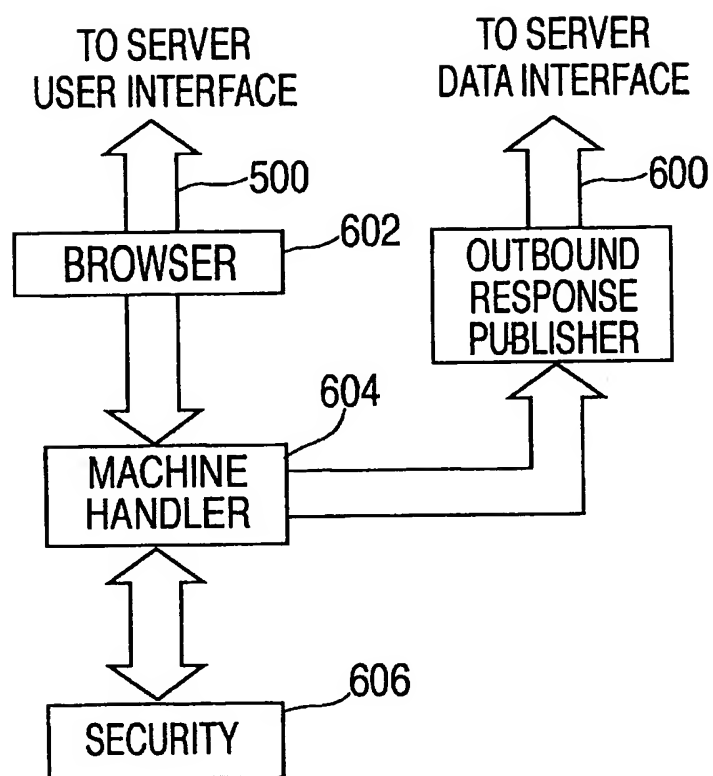 TO SERVER
USER INTERFACE
TO SERVER
DATA INTERFACE
500
600
BROWSER
602
OUTBOUND
RESPONSE
PUBLISHER
604
MACHINE
HANDLER
606
SECURITY